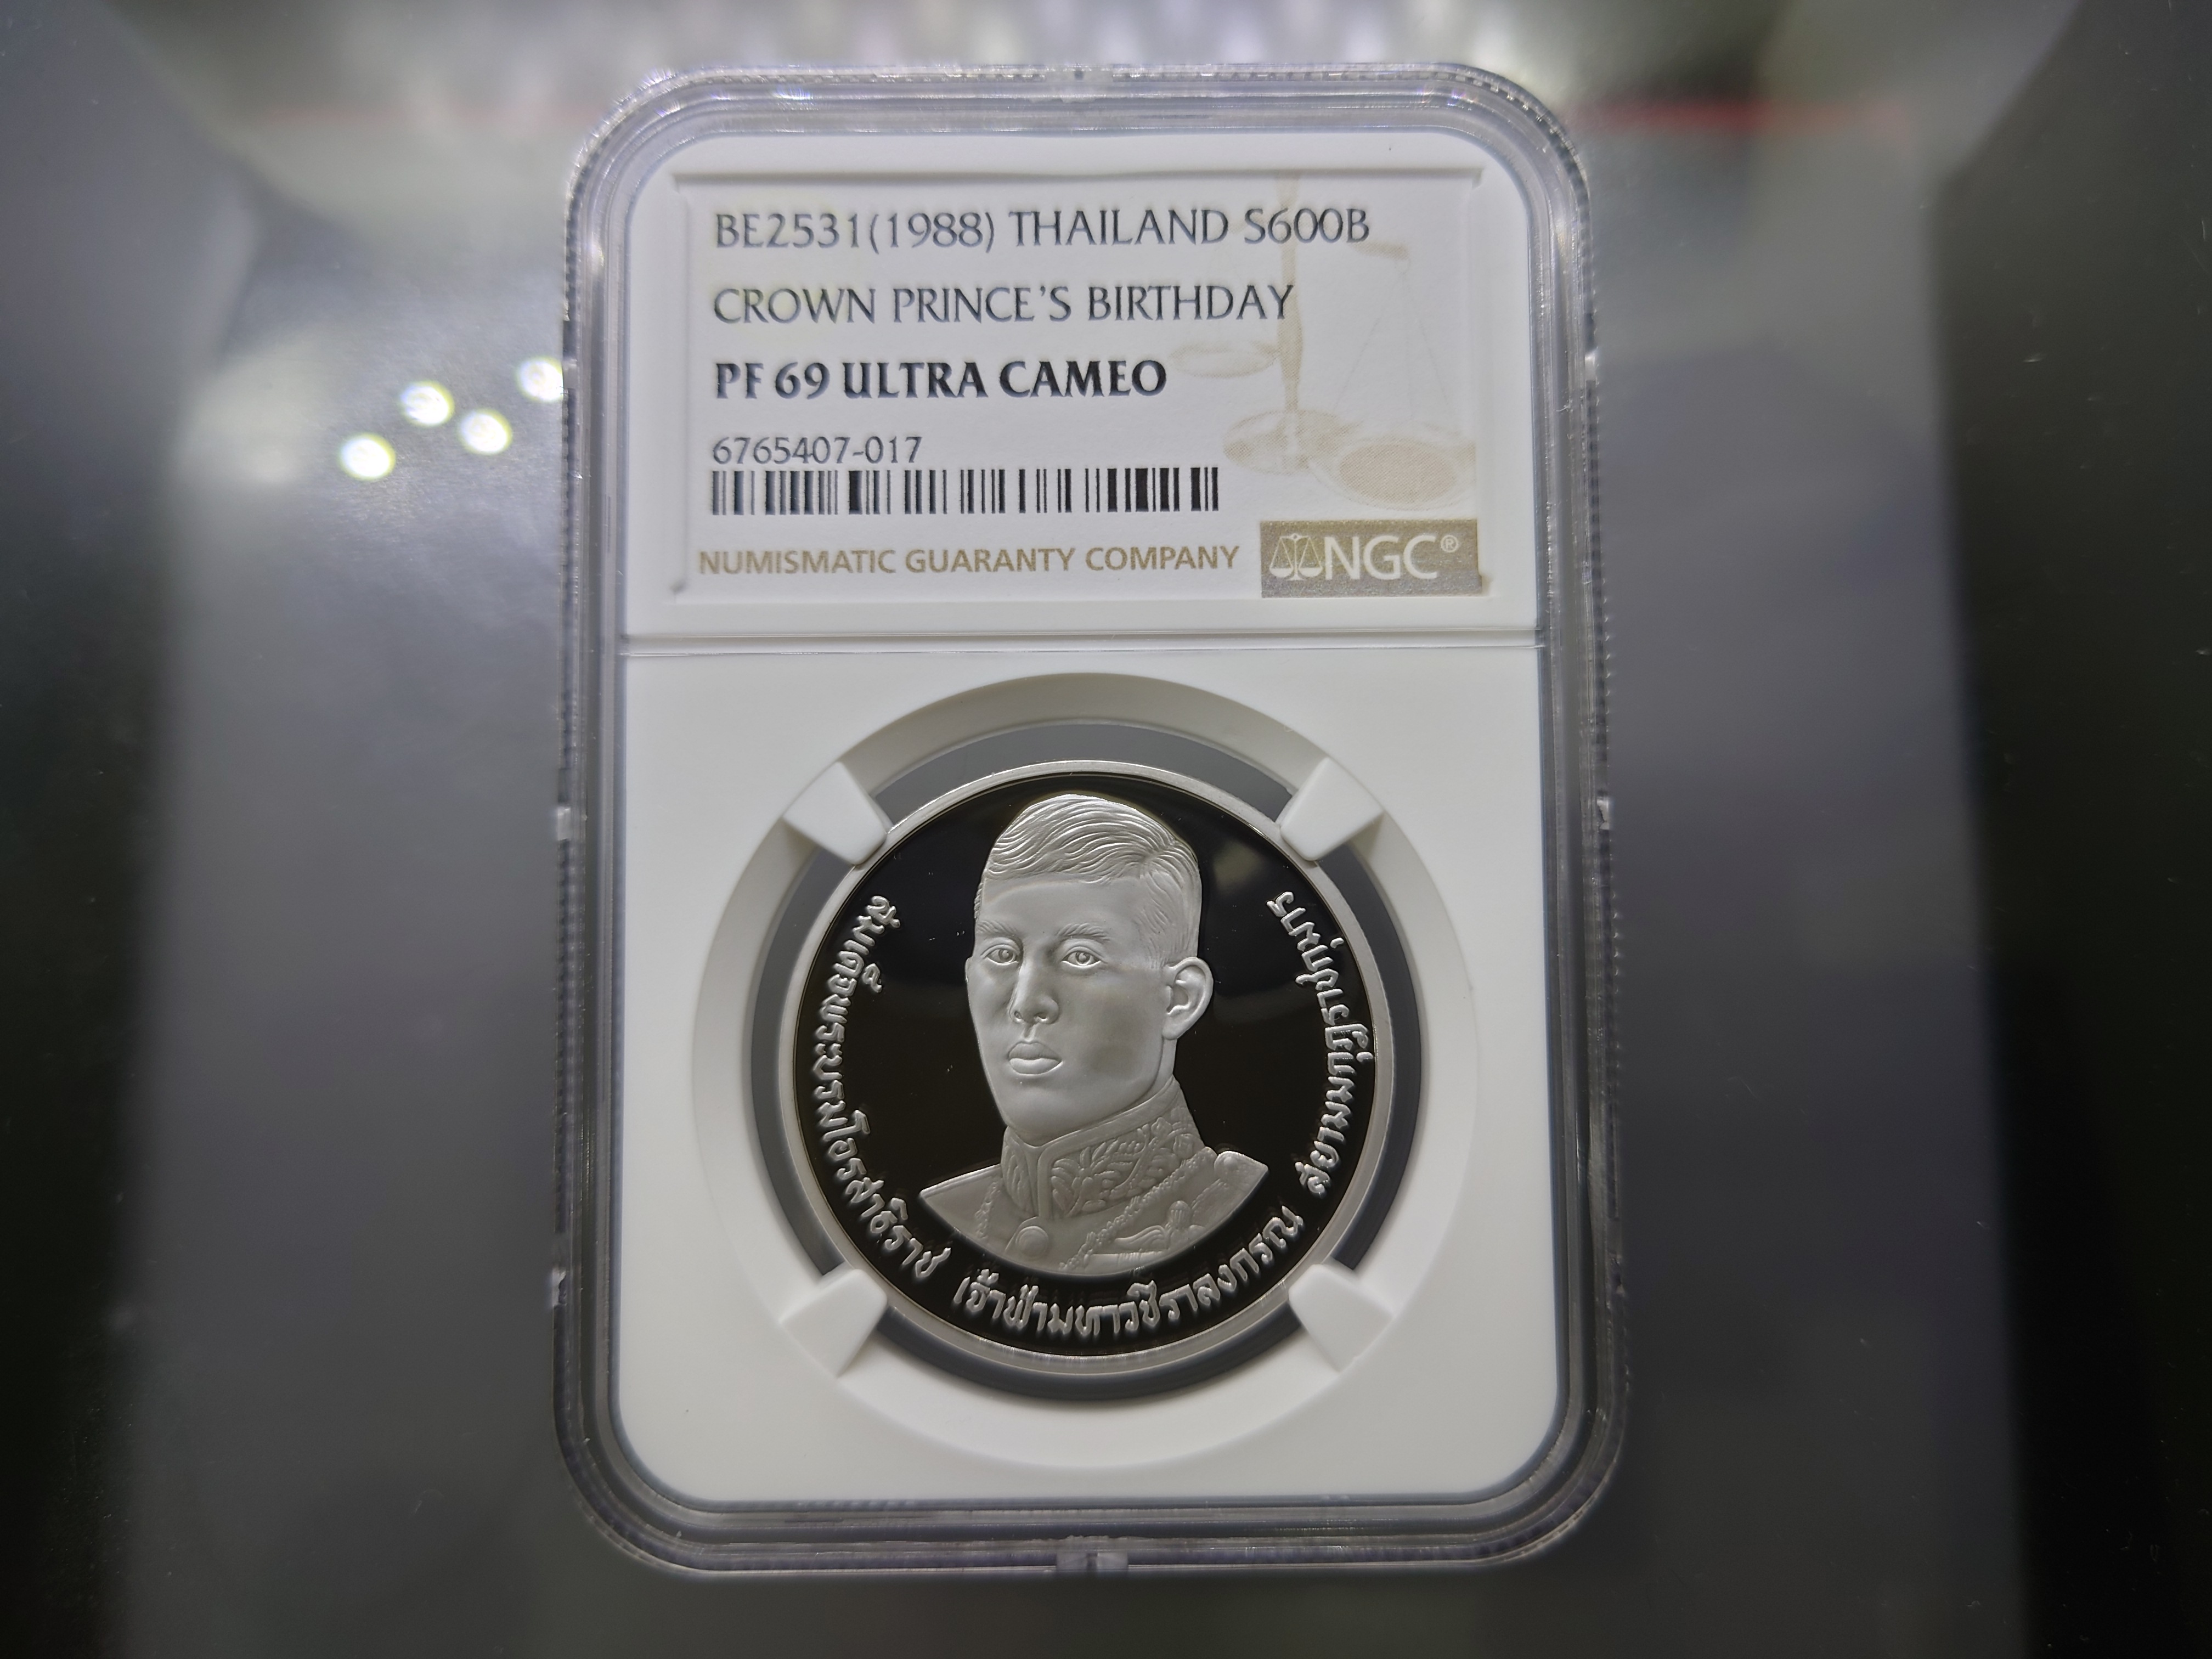 BE2531(1988) THAILAND S600B
CROWN PRINCE'S BIRTHDAY
PF 69 ULTRA CAMEO
6765407-017
NUMISMATIC GUARANTY COMPANY NGC®
สมเด็จพระบรมโอรสาธิราช เจ้าฟ้ามหาวชิราลงกรณ สยามมกุฎราชกุมาร